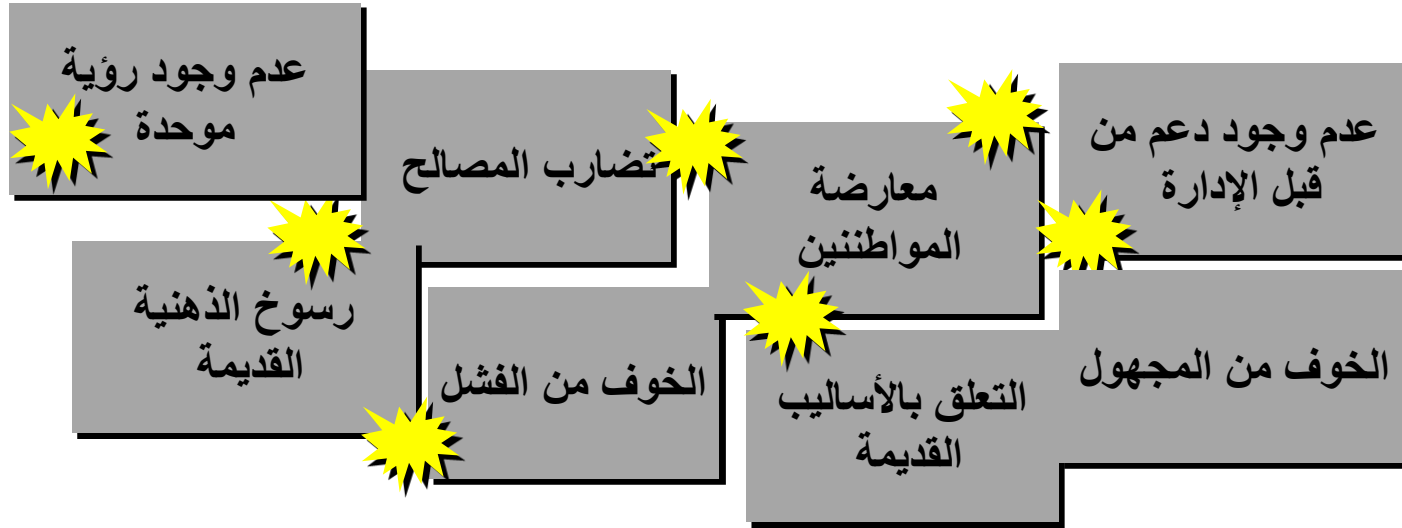 عدم وجود دعم من
قبل الإدارة
معارضة
المواطننين
تضارب المصالح
عدم وجود رؤية
موحدة
الخوف من المجهول
التعلق بالأساليب
القديمة
الخوف من الفشل
رسوخ الذهنية
القديمة